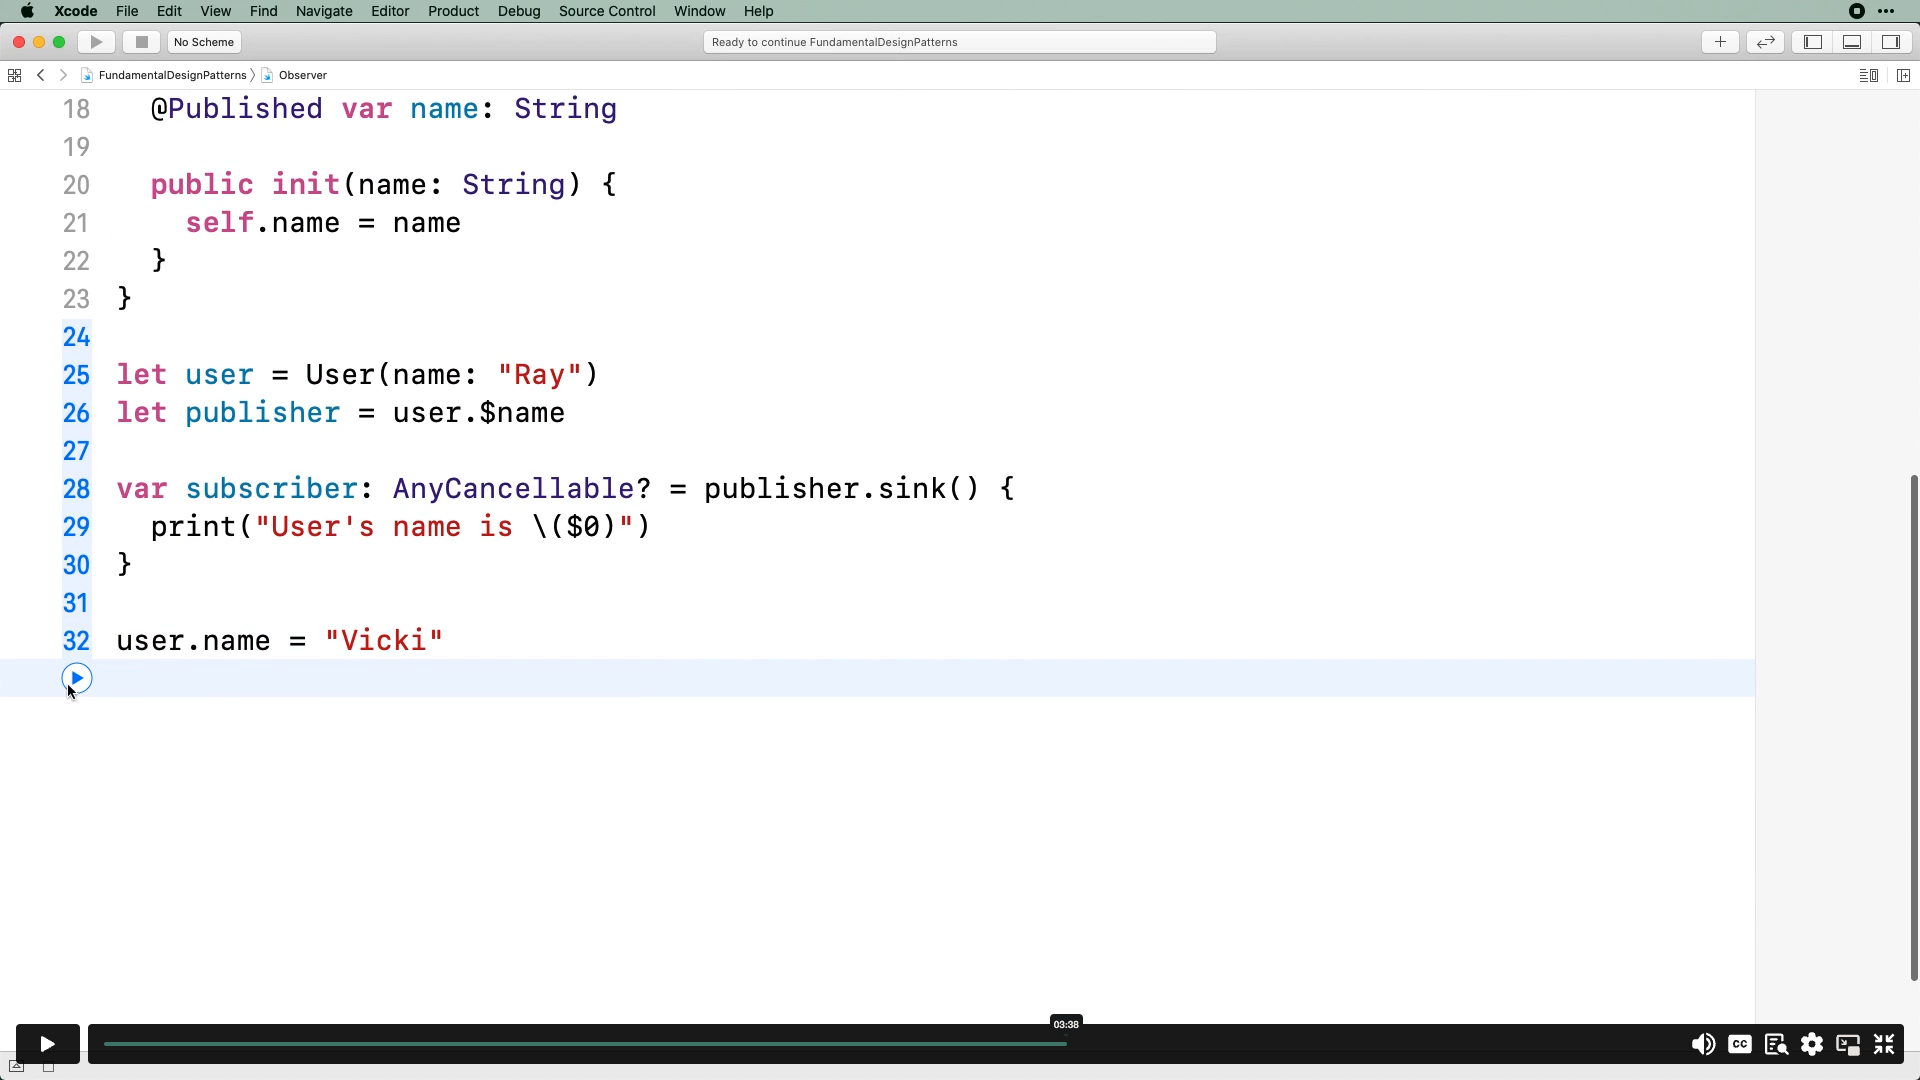 Xcode File Edit View Find Navigate Editor Product Debug Source Control Window Help
No Scheme
Ready to continue FundamentalDesignPatterns
FundamentalDesignPatterns Observer
18 @Published var name: String
19
20 public init(name: String) {
21 self.name = name
22 }
23 }
24
25 let user = User(name: "Ray")
26 let publisher = user.$name
27
28 var subscriber: AnyCancellable? = publisher.sink() {
29 print("User's name is \($0)")
30 }
31
32 user.name = "Vicki"
03:38
CC